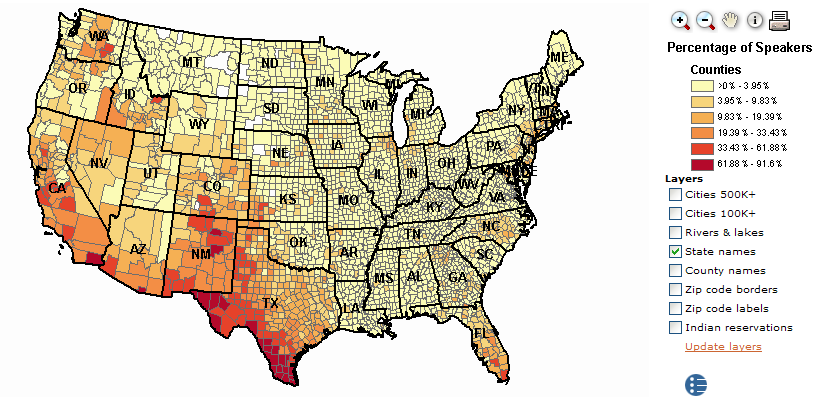 Percentage of Speakers
Counties
>0% - 3.95%
3.95% - 9.83%
9.83% - 19.39%
19.39% - 33.43%
33.43% - 61.88%
61.88% - 91.6%
Layers
Cities 500K+
Cities 100K+
Rivers & lakes
State names
County names
Zip code borders
Zip code labels
Indian reservations
Update layers
WA
MT
ND
MN
ME
OR
ID
SD
WI
MI
NY
WY
IA
PA
NE
NV
UT
CO
IL
IN
OH
CA
KS
MO
WV
VA
KY
AZ
NM
OK
AR
TN
NC
SC
TX
MS
AL
GA
LA
FL